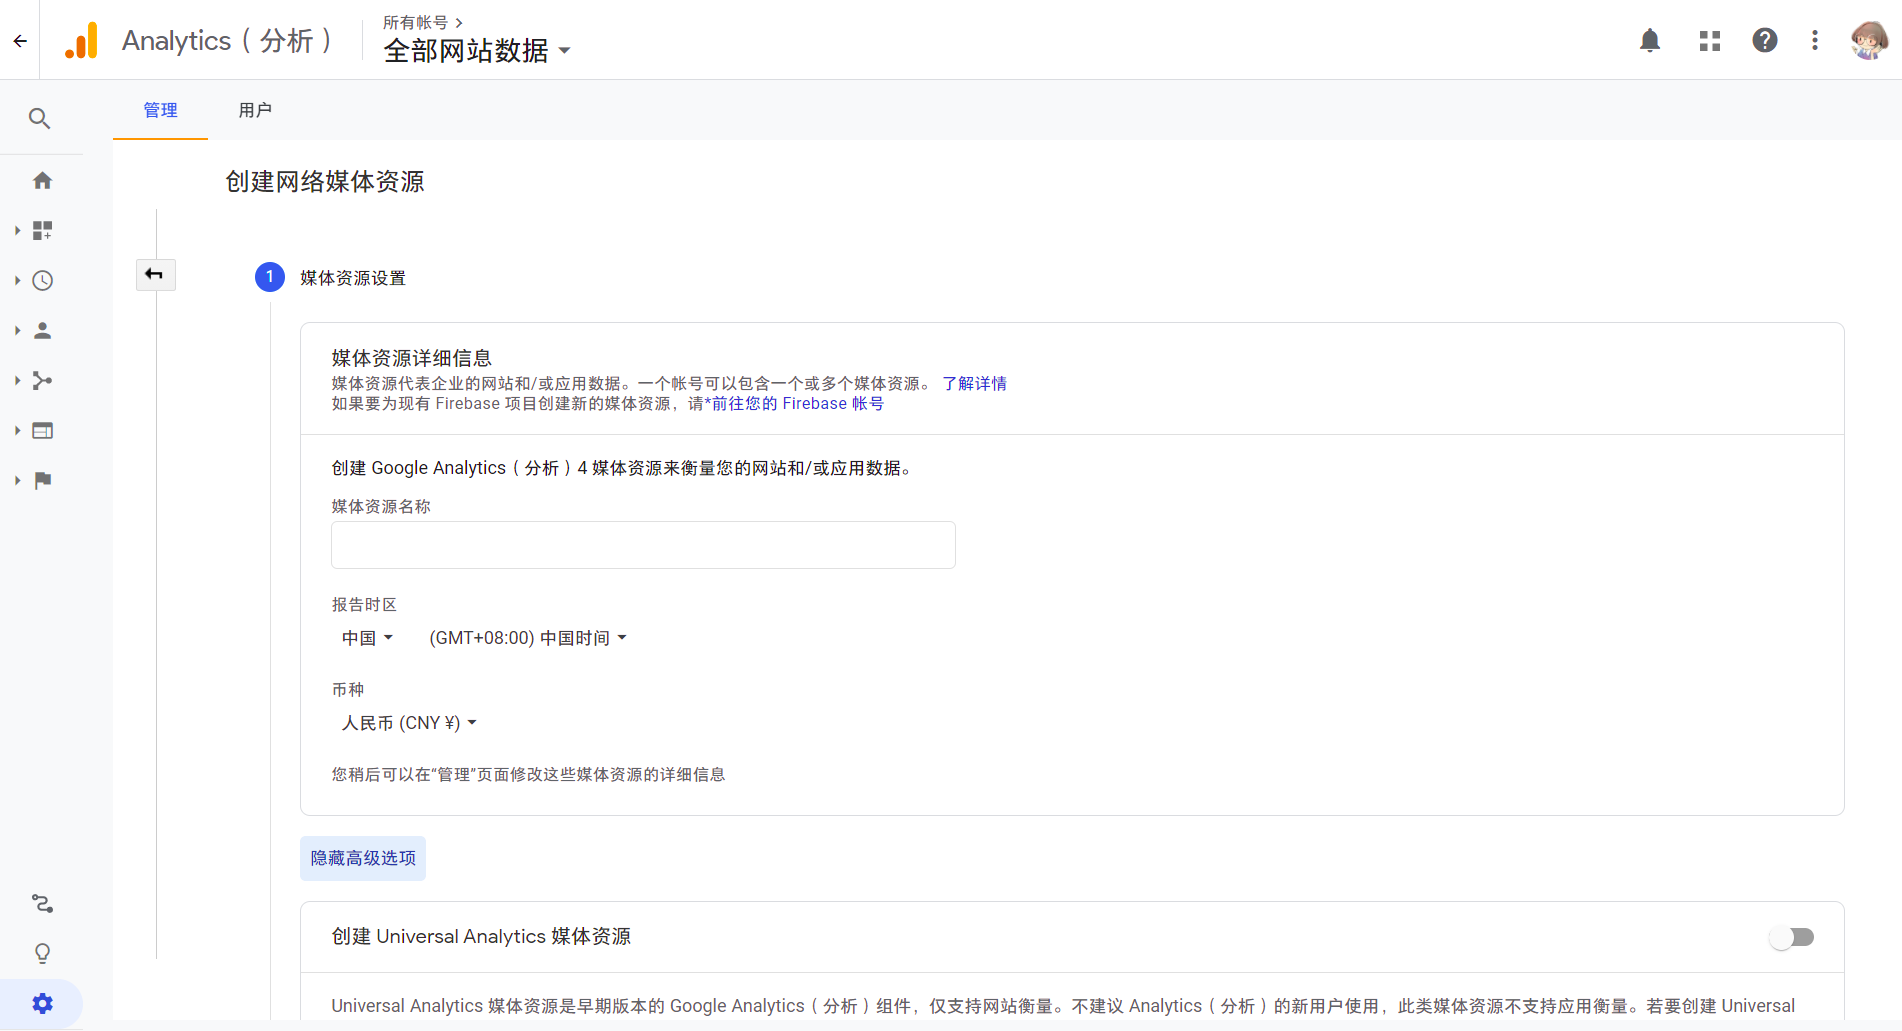 Analytics（分析）
所有帐号
全部网站数据
管理
用户
创建网络媒体资源
1
媒体资源设置
媒体资源详细信息
媒体资源代表企业的网站和/或应用数据。一个帐号可以包含一个或多个媒体资源。 了解详情
如果要为现有 Firebase 项目创建新的媒体资源，请*前往您的 Firebase 帐号
创建 Google Analytics（分析）4 媒体资源来衡量您的网站和/或应用数据。
媒体资源名称
报告时区
中国 (GMT+08:00) 中国时间
币种
人民币 (CNY ¥)
您稍后可以在“管理”页面修改这些媒体资源的详细信息
隐藏高级选项
创建 Universal Analytics 媒体资源
Universal Analytics 媒体资源是早期版本的 Google Analytics（分析）组件，仅支持网站衡量。不建议 Analytics（分析）的新用户使用，此类媒体资源不支持应用衡量。若要创建 Universal